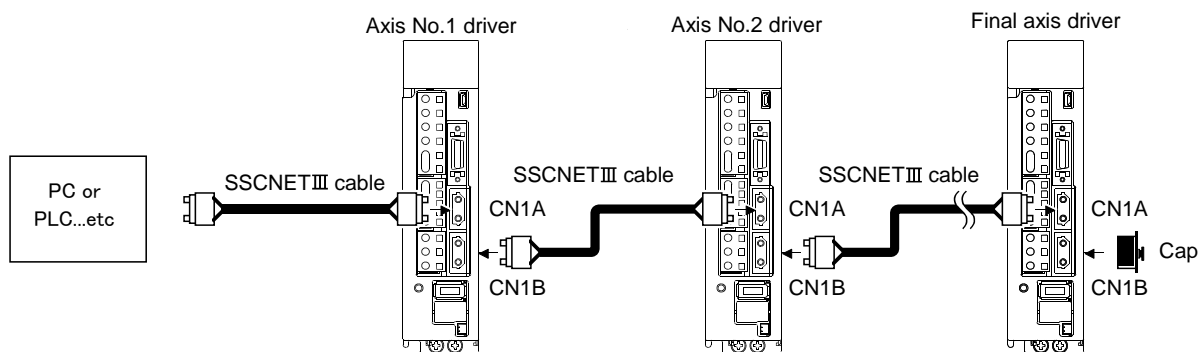 Axis No.1 driver
Axis No.2 driver
Final axis driver
PC or
PLC...etc
SSCNETⅢ cable
SSCNETⅢ cable
SSCNETⅢ cable
CN1A
CN1A
CN1A
Cap
CN1B
CN1B
CN1B